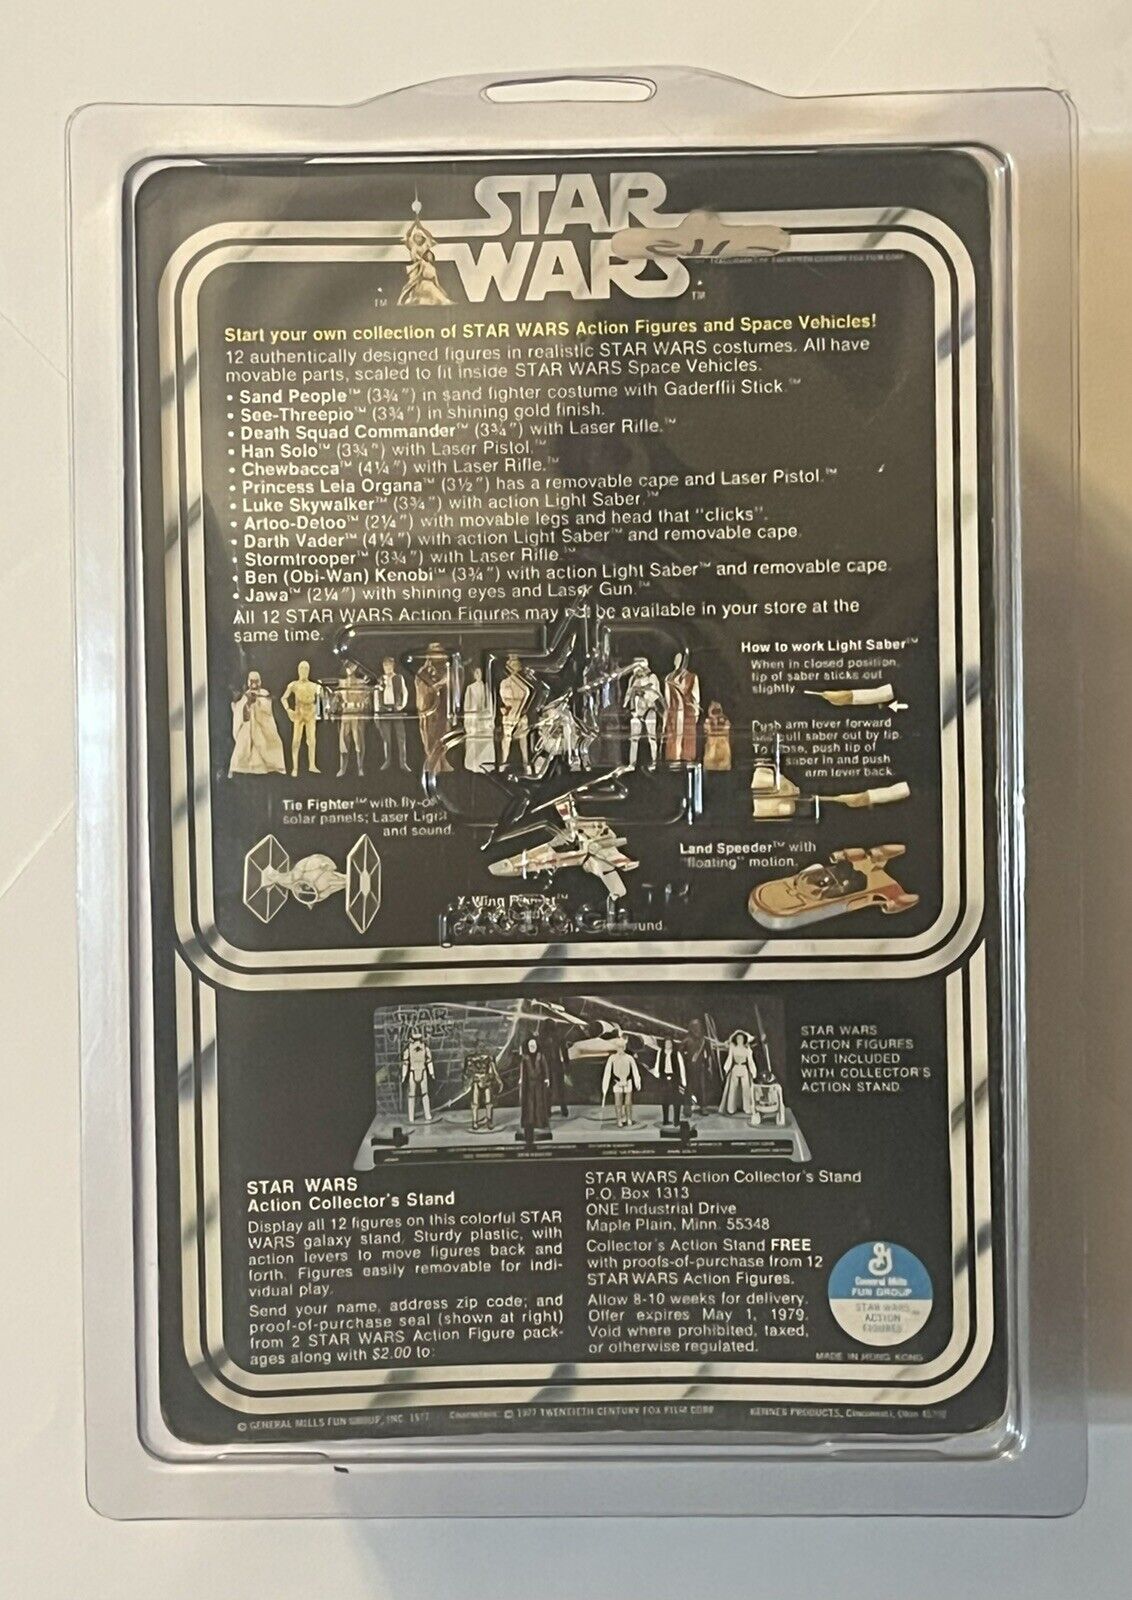 STAR
WARS
TM
TM
Start your own collection of STAR WARS Action Figures and Space Vehicles!
12 authentically designed figures in realistic STAR WARS costumes. All have
movable parts, scaled to fit inside STAR WARS Space Vehicles.
• Sand People™ (3¾") in sand fighter costume with Gaderffii Stick.™
• See-Threepio™ (3¾") in shining gold finish.
• Death Squad Commander™ (3¾") with Laser Rifle.™
• Han Solo™ (3¾") with Laser Pistol.™
• Chewbacca™ (4¼") with Laser Rifle.™
• Princess Leia Organa™ (3½") has a removable cape and Laser Pistol.™
• Luke Skywalker™ (3¾") with action Light Saber.™
• Artoo-Detoo™ (2¼") with movable legs and head that "clicks".
• Darth Vader™ (4¼") with action Light Saber™ and removable cape.
• Stormtrooper™ (3¾") with Laser Rifle.™
• Ben (Obi-Wan) Kenobi™ (3¾") with action Light Saber™ and removable cape.
• Jawa™ (2¼") with shining eyes and Laser Gun.™
All 12 STAR WARS Action Figures may not be available in your store at the
same time.
How to work Light Saber™
When in closed position,
tip of saber sticks out
slightly.
Push arm lever forward
and pull saber out by tip.
To close, push tip of
saber in and push
arm lever back.
Tie Fighter™ with fly-off
solar panels; Laser Light
and sound.
X-Wing Fighter™
sound.
Land Speeder™ with
"floating" motion.
STAR
WARS
STAR WARS
ACTION FIGURES
NOT INCLUDED
WITH COLLECTOR'S
ACTION STAND.
STAR WARS
Action Collector's Stand
Display all 12 figures on this colorful STAR
WARS galaxy stand. Sturdy plastic, with
action levers to move figures back and
forth. Figures easily removable for indi-
vidual play.
Send your name, address zip code; and
proof-of-purchase seal (shown at right)
from 2 STAR WARS Action Figure pack-
ages along with $2.00 to:
STAR WARS Action Collector's Stand
P.O. Box 1313
ONE Industrial Drive
Maple Plain, Minn. 55348
Collector's Action Stand FREE
with proofs-of-purchase from 12
STAR WARS Action Figures.
Allow 8-10 weeks for delivery.
Offer expires May 1, 1979.
Void where prohibited, taxed,
or otherwise regulated.
G
General Mills
FUN GROUP
STAR WARS™
ACTION
FIGURES
MADE IN HONG KONG
© GENERAL MILLS FUN GROUP, INC. 1977 Characters: © 1977 TWENTIETH CENTURY FOX FILM CORP. KENNER PRODUCTS, Cincinnati, Ohio